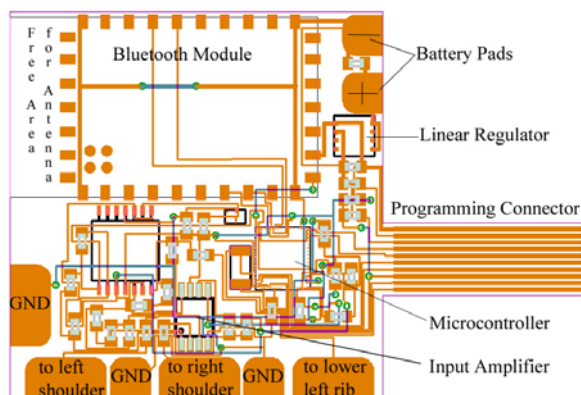 Free Area
for Antenna
Bluetooth Module
Battery Pads
Linear Regulator
Programming Connector
Microcontroller
Input Amplifier
GND
to left
shoulder
GND
to right
shoulder
GND
to lower
left rib